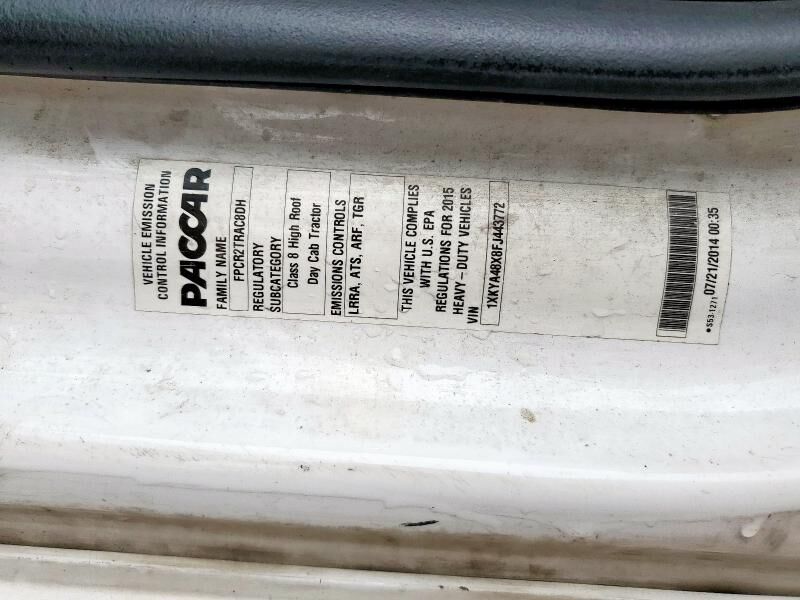 VEHICLE EMISSION
CONTROL INFORMATION
PACCAR
FAMILY NAME
FPCR2TRAC8DH
REGULATORY
SUBCATEGORY
Class 8 High Roof
Day Cab Tractor
EMISSIONS CONTROLS
LRRA, ATS, ARF, TGR
THIS VEHICLE COMPLIES
WITH U.S. EPA
REGULATIONS FOR 2015
HEAVY-DUTY VEHICLES
VIN
1XKYA48X8FJ443772
•S53-1271 07/21/2014 00:35